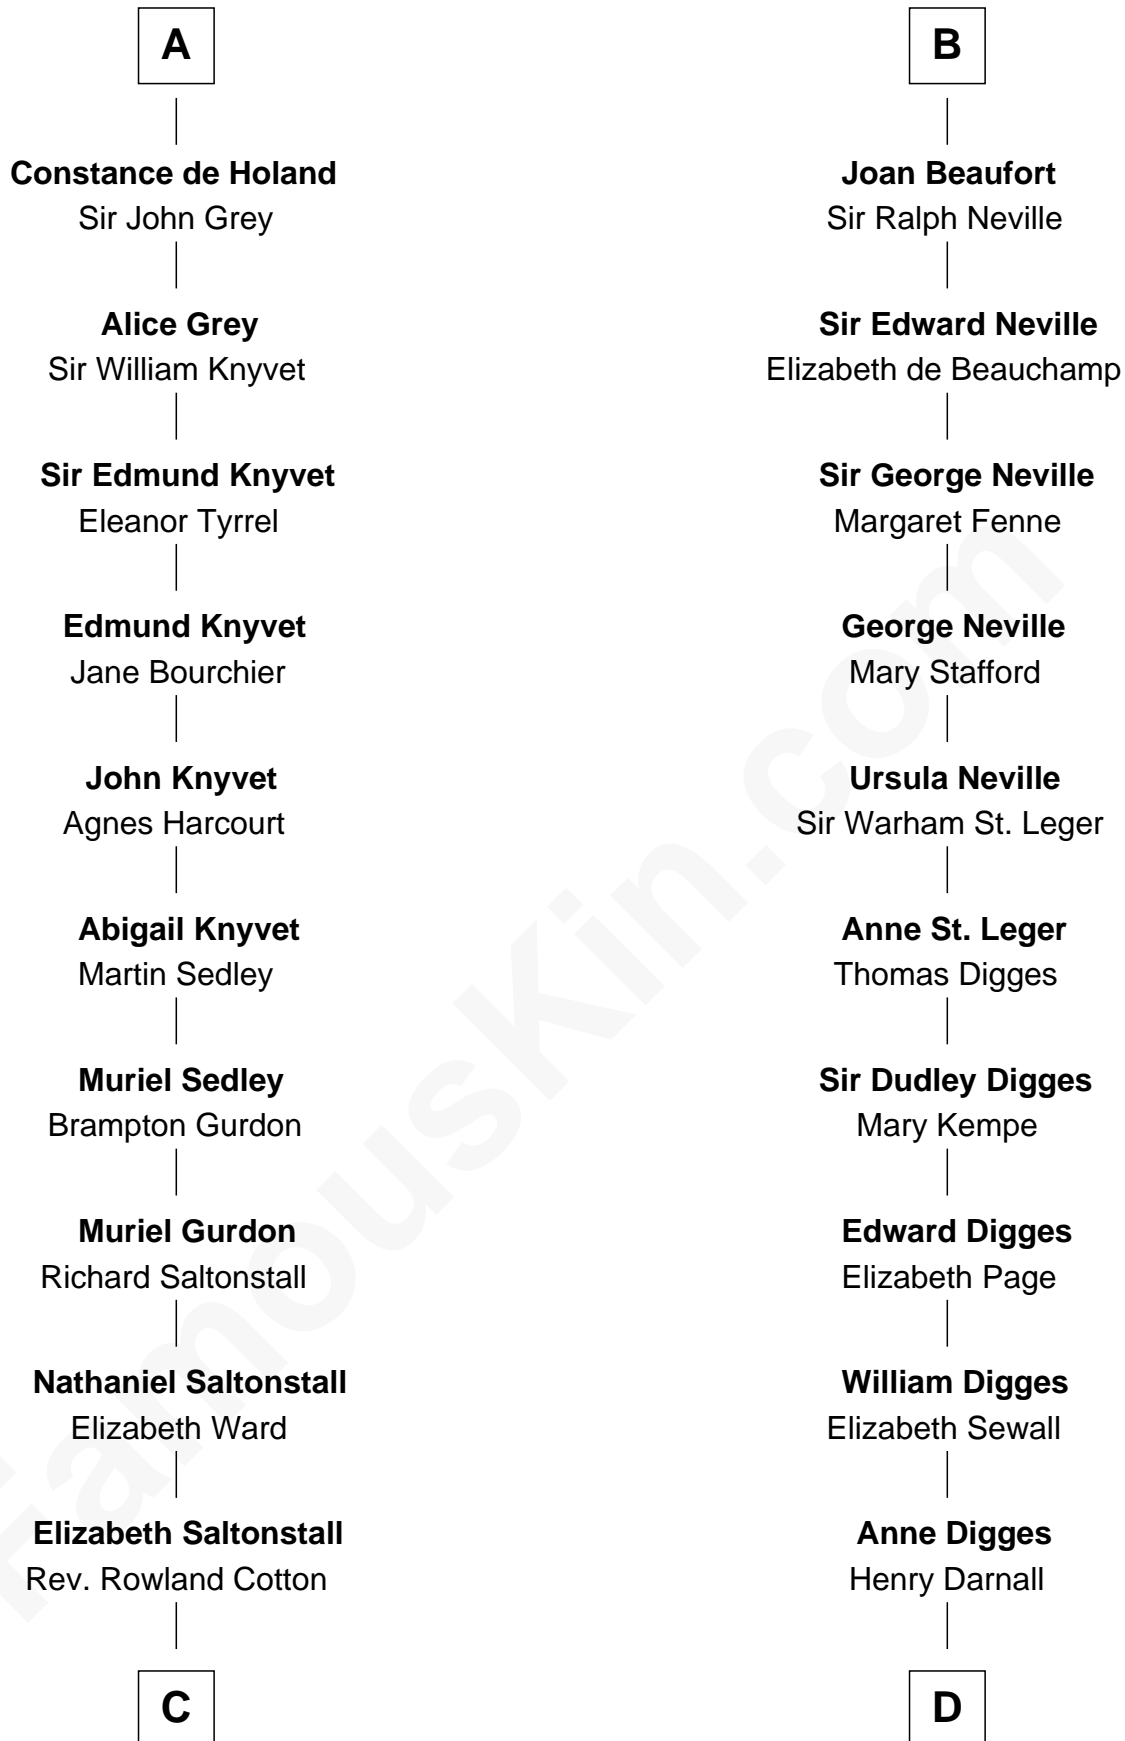 A
Constance de Holand
Sir John Grey
Alice Grey
Sir William Knyvet
Sir Edmund Knyvet
Eleanor Tyrrel
Edmund Knyvet
Jane Bourchier
John Knyvet
Agnes Harcourt
Abigail Knyvet
Martin Sedley
Muriel Sedley
Brampton Gurdon
Muriel Gurdon
Richard Saltonstall
Nathaniel Saltonstall
Elizabeth Ward
Elizabeth Saltonstall
Rev. Rowland Cotton
C
B
Joan Beaufort
Sir Ralph Neville
Sir Edward Neville
Elizabeth de Beauchamp
Sir George Neville
Margaret Fenne
George Neville
Mary Stafford
Ursula Neville
Sir Warham St. Leger
Anne St. Leger
Thomas Digges
Sir Dudley Digges
Mary Kempe
Edward Digges
Elizabeth Page
William Digges
Elizabeth Sewall
Anne Digges
Henry Darnall
D
FamousKin.com